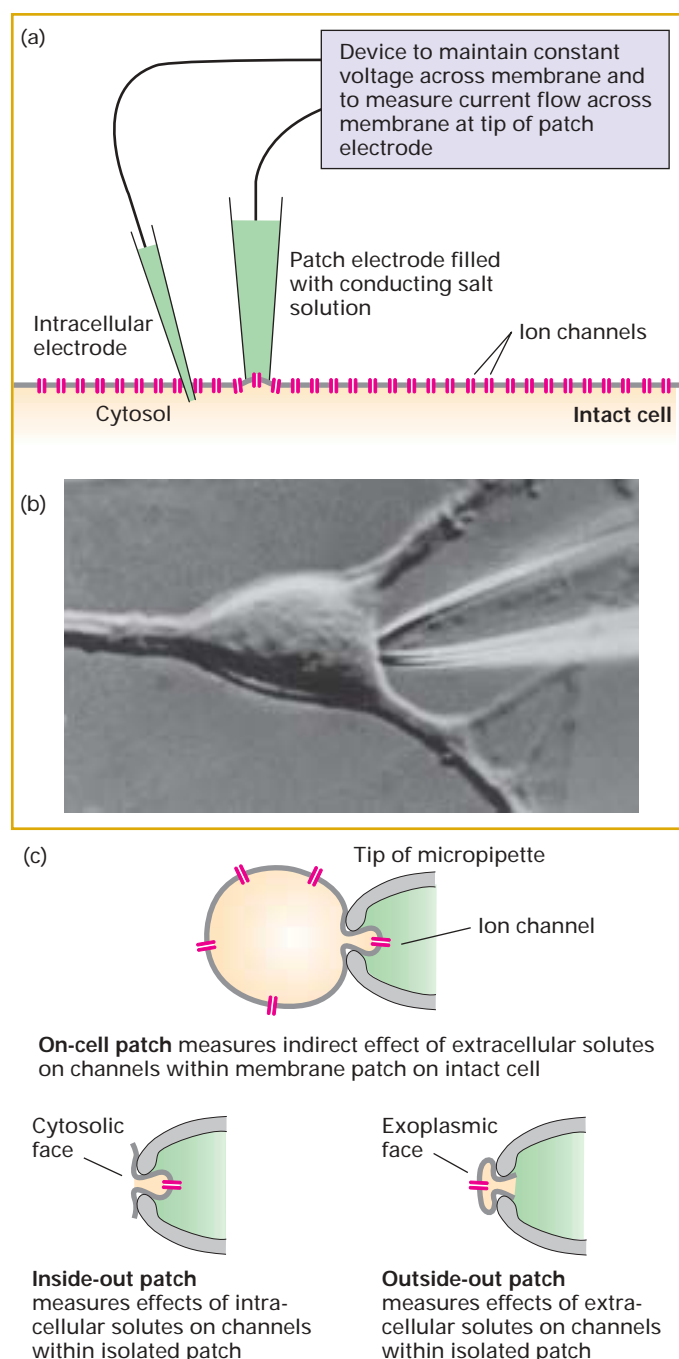 (a)
Device to maintain constant
voltage across membrane and
to measure current flow across
membrane at tip of patch
electrode
Patch electrode filled
with conducting salt
solution
Intracellular
electrode
Ion channels
Cytosol
Intact cell
(b)
(c)
Tip of micropipette
Ion channel
On-cell patch measures indirect effect of extracellular solutes
on channels within membrane patch on intact cell
Cytosolic
face
Exoplasmic
face
Inside-out patch
measures effects of intra-
cellular solutes on channels
within isolated patch
Outside-out patch
measures effects of extra-
cellular solutes on channels
within isolated patch